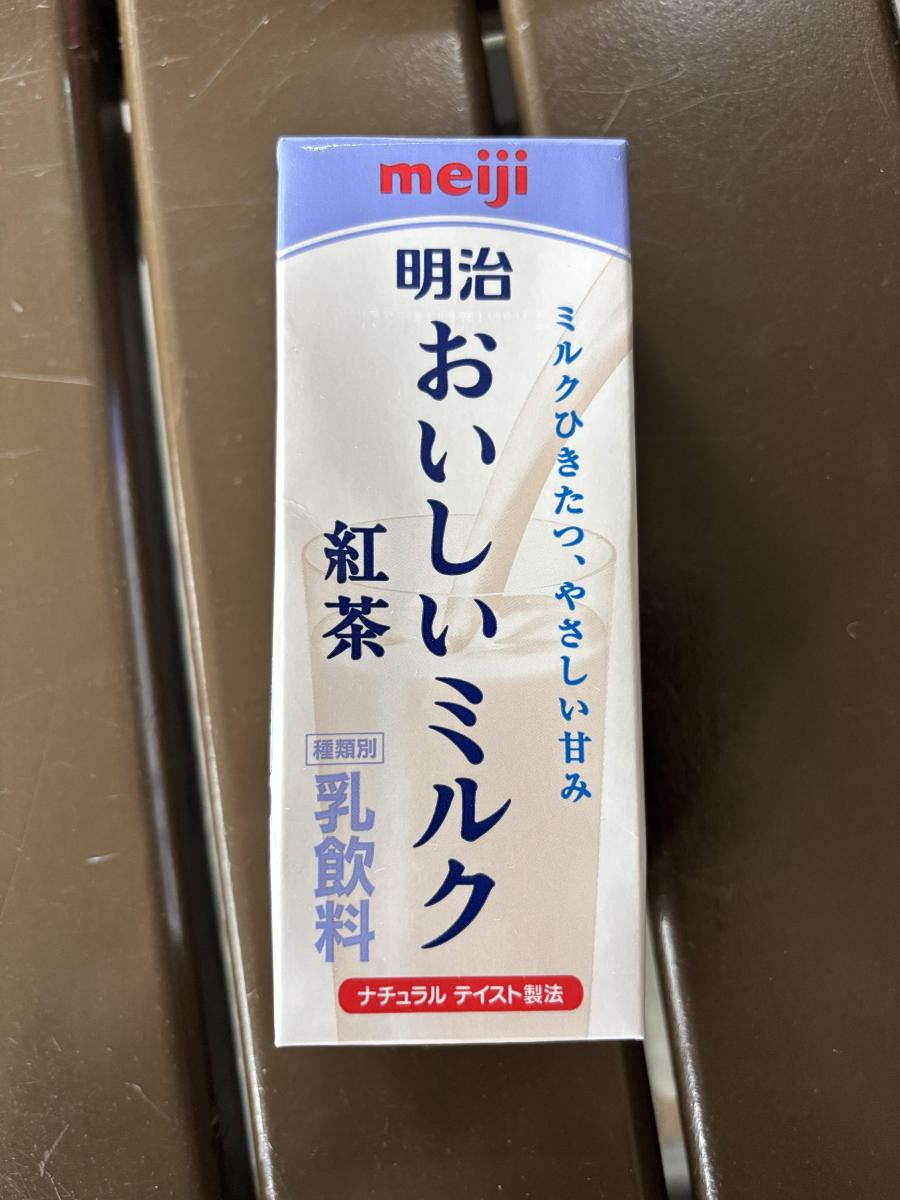 meiji
明治
ミルクひきたつ、やさしい甘み
おいしいミルク
紅茶
種類別
乳飲料
ナチュラル テイスト製法